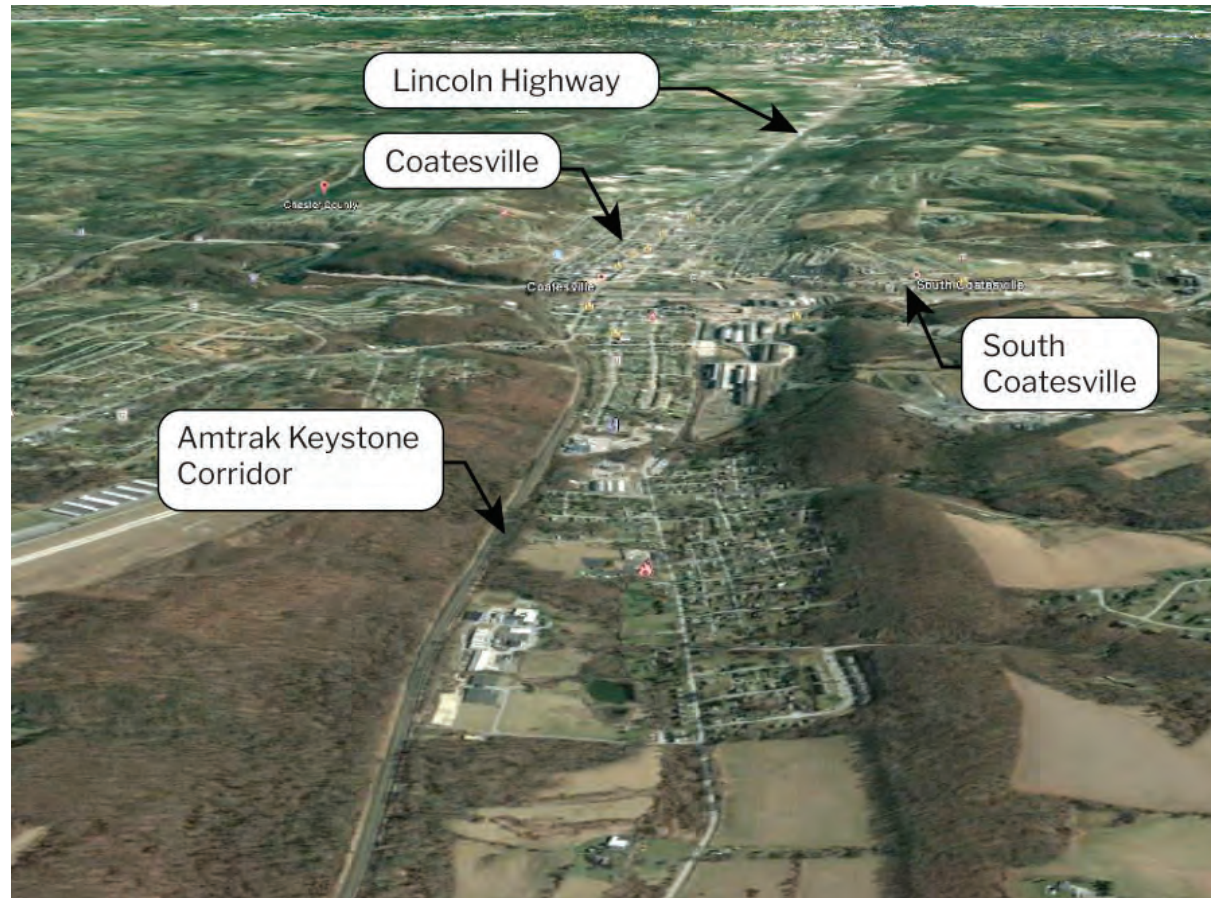 Lincoln Highway
Coatesville
Chester County
Coatesville
South Coatesville
South
Coatesville
Amtrak Keystone
Corridor